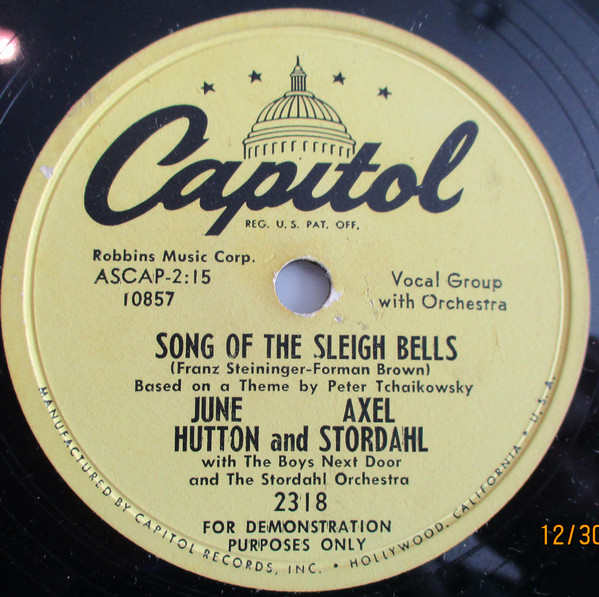 Capitol
REG. U.S. PAT. OFF.
Robbins Music Corp.
ASCAP-2:15
10857
Vocal Group
with Orchestra
SONG OF THE SLEIGH BELLS
(Franz Steininger-Forman Brown)
Based on a Theme by Peter Tchaikowsky
JUNE AXEL
HUTTON and STORDAHL
with The Boys Next Door
and The Stordahl Orchestra
2318
FOR DEMONSTRATION
PURPOSES ONLY
MANUFACTURED BY CAPITOL RECORDS, INC. • HOLLYWOOD, CALIFORNIA • U.S.A.
12/30